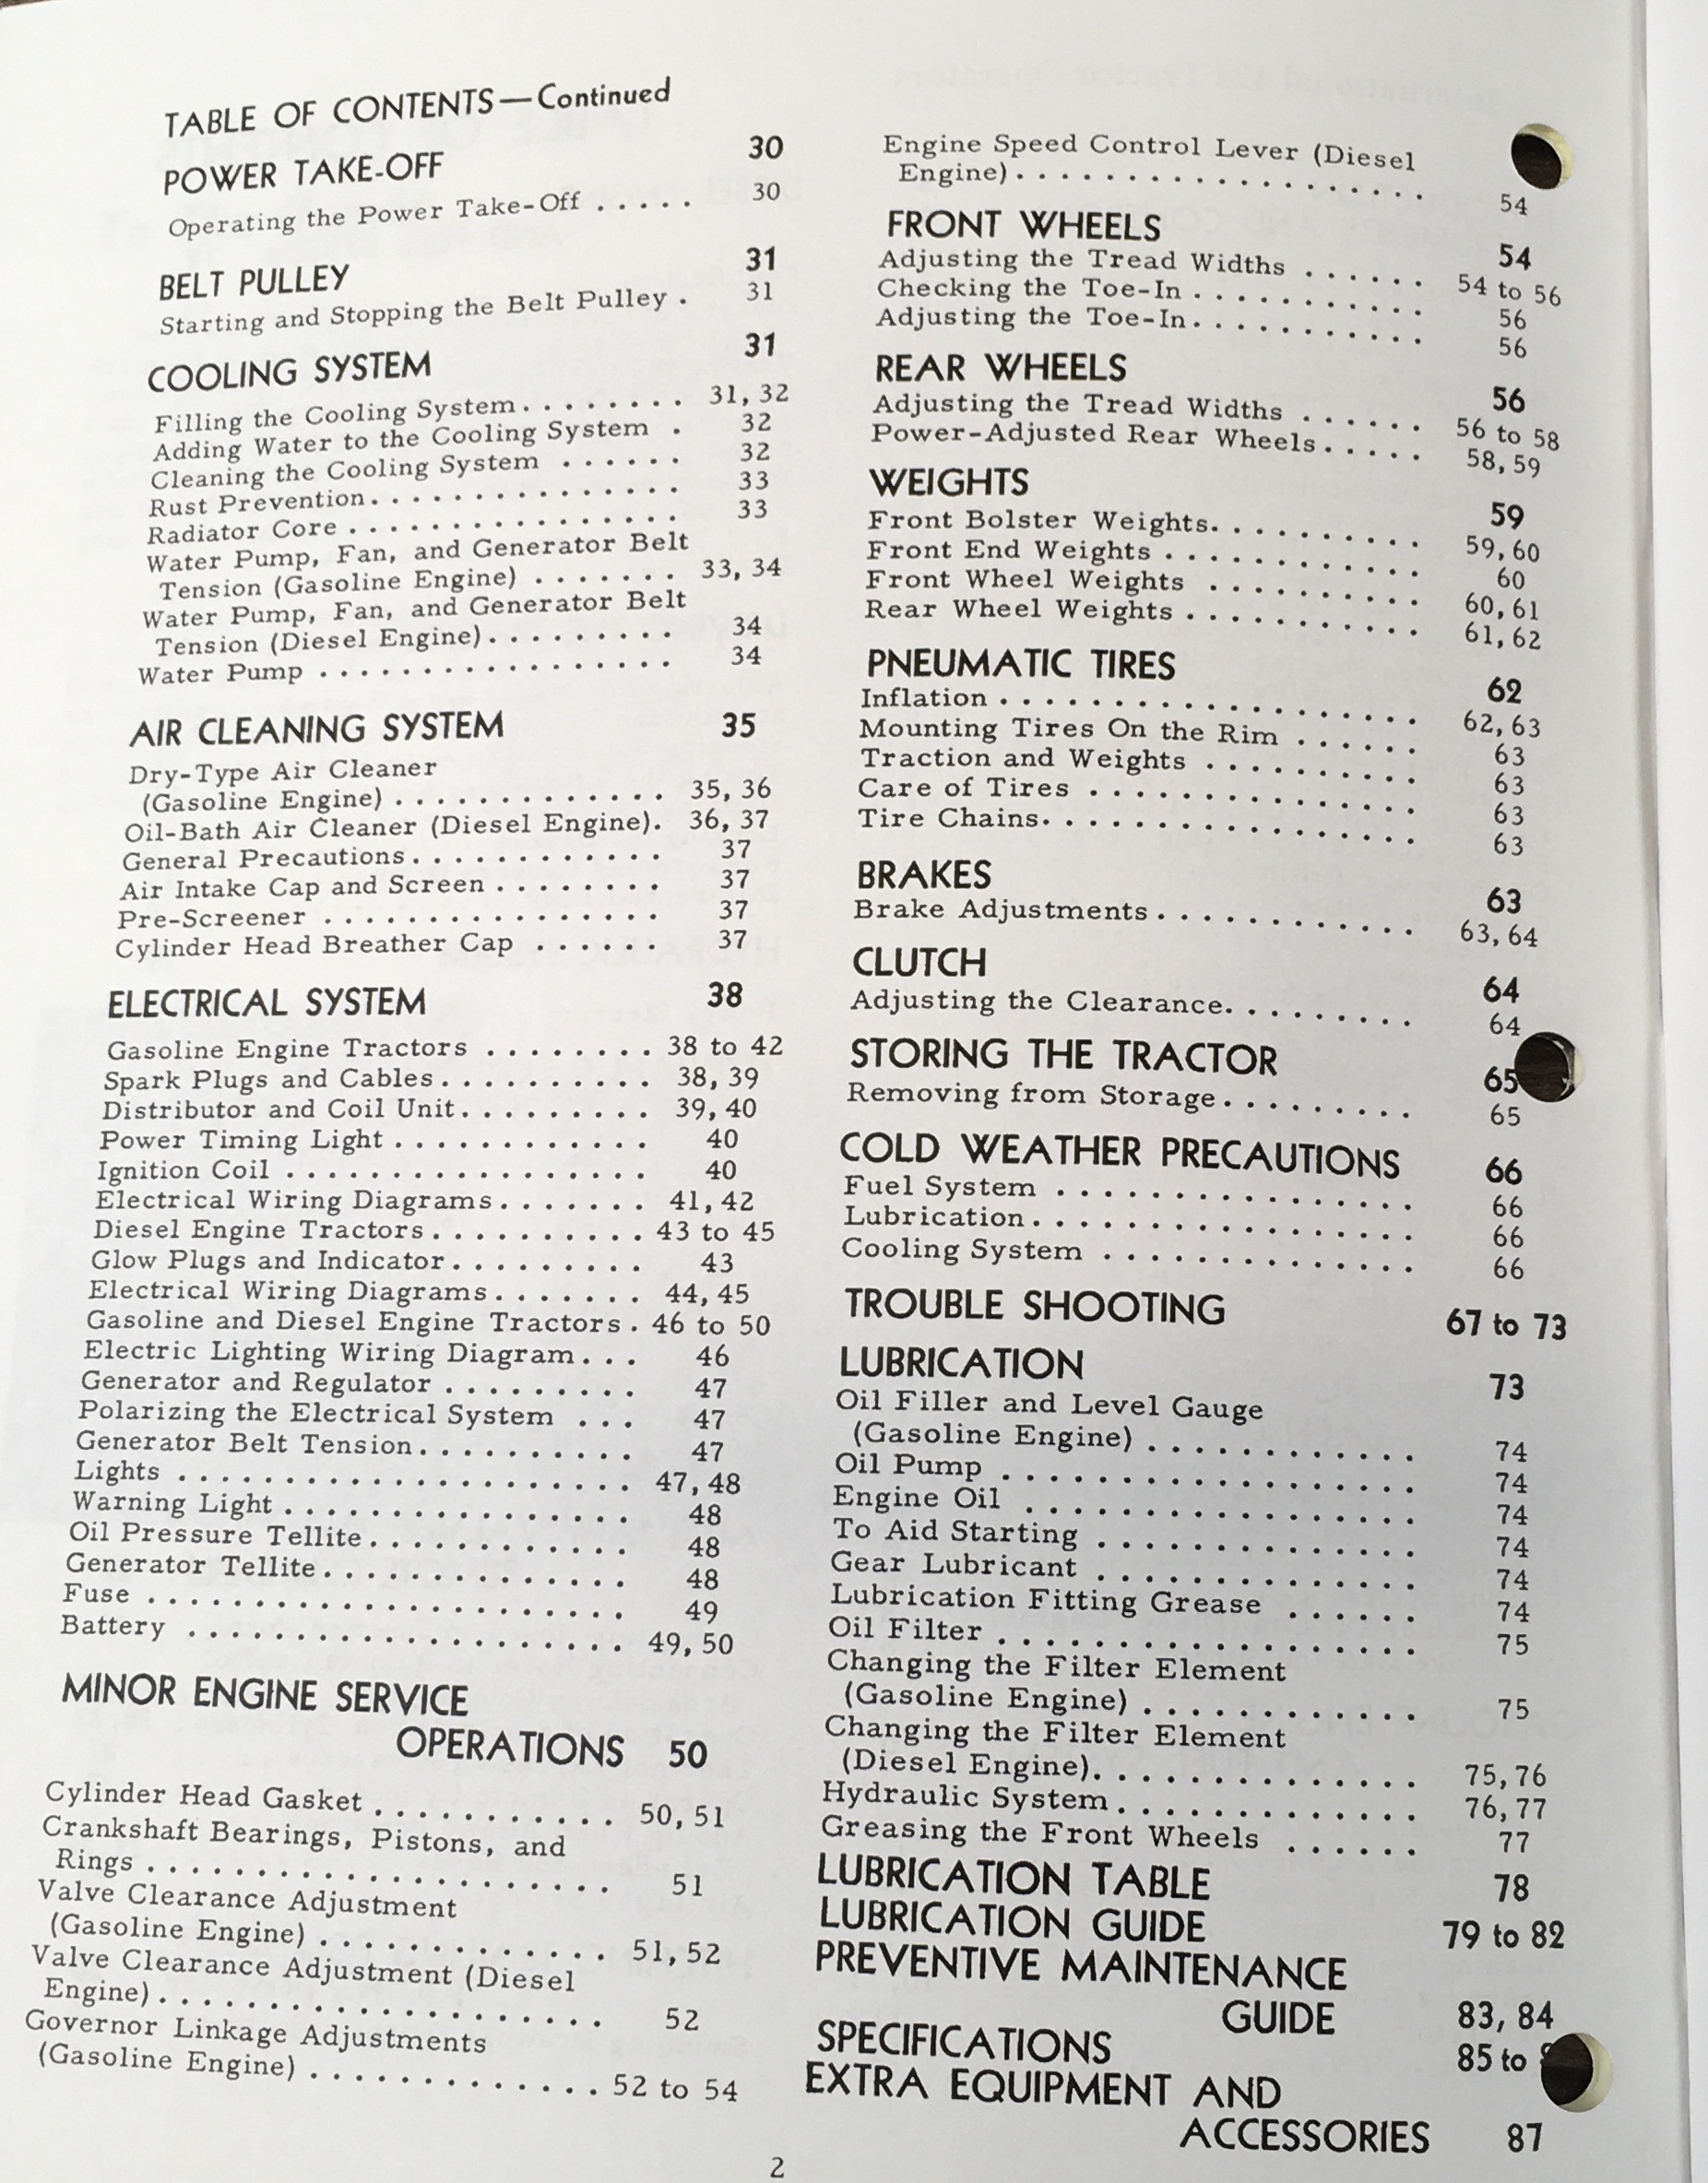 TABLE OF CONTENTS—Continued
POWER TAKE-OFF 30
Operating the Power Take-Off ..... 30
BELT PULLEY 31
Starting and Stopping the Belt Pulley . 31
COOLING SYSTEM 31
Filling the Cooling System........ 31, 32
Adding Water to the Cooling System . 32
Cleaning the Cooling System ...... 32
Rust Prevention.............. 33
Radiator Core ................ 33
Water Pump, Fan, and Generator Belt
Tension (Gasoline Engine) ....... 33, 34
Water Pump, Fan, and Generator Belt
Tension (Diesel Engine)......... 34
Water Pump ................. 34
AIR CLEANING SYSTEM 35
Dry-Type Air Cleaner
(Gasoline Engine) ............. 35, 36
Oil-Bath Air Cleaner (Diesel Engine). 36, 37
General Precautions............ 37
Air Intake Cap and Screen ........ 37
Pre-Screener ............... 37
Cylinder Head Breather Cap ...... 37
ELECTRICAL SYSTEM 38
Gasoline Engine Tractors ........ 38 to 42
Spark Plugs and Cables.......... 38, 39
Distributor and Coil Unit......... 39, 40
Power Timing Light ............ 40
Ignition Coil ................ 40
Electrical Wiring Diagrams....... 41, 42
Diesel Engine Tractors.......... 43 to 45
Glow Plugs and Indicator......... 43
Electrical Wiring Diagrams....... 44, 45
Gasoline and Diesel Engine Tractors. 46 to 50
Electric Lighting Wiring Diagram... 46
Generator and Regulator ......... 47
Polarizing the Electrical System ... 47
Generator Belt Tension.......... 47
Lights .................... 47, 48
Warning Light ............... 48
Oil Pressure Tellite............ 48
Generator Tellite.............. 48
Fuse ..................... 49
Battery ................... 49, 50
MINOR ENGINE SERVICE
OPERATIONS 50
Cylinder Head Gasket ........... 50, 51
Crankshaft Bearings, Pistons, and
Rings .................... 51
Valve Clearance Adjustment
(Gasoline Engine) ............. 51, 52
Valve Clearance Adjustment (Diesel
Engine).................... 52
Governor Linkage Adjustments
(Gasoline Engine) ............. 52 to 54
Engine Speed Control Lever (Diesel
Engine)................... 54
FRONT WHEELS 54
Adjusting the Tread Widths ...... 54 to 56
Checking the Toe-In........... 56
Adjusting the Toe-In........... 56
REAR WHEELS 56
Adjusting the Tread Widths ...... 56 to 58
Power-Adjusted Rear Wheels..... 58, 59
WEIGHTS 59
Front Bolster Weights.......... 59, 60
Front End Weights ............ 60
Front Wheel Weights .......... 60, 61
Rear Wheel Weights ........... 61, 62
PNEUMATIC TIRES 62
Inflation ................... 62, 63
Mounting Tires On the Rim ...... 63
Traction and Weights .......... 63
Care of Tires ............... 63
Tire Chains................. 63
BRAKES 63
Brake Adjustments............ 63, 64
CLUTCH 64
Adjusting the Clearance......... 64
STORING THE TRACTOR 65
Removing from Storage......... 65
COLD WEATHER PRECAUTIONS 66
Fuel System ................ 66
Lubrication................. 66
Cooling System .............. 66
TROUBLE SHOOTING 67 to 73
LUBRICATION 73
Oil Filler and Level Gauge
(Gasoline Engine) ............ 74
Oil Pump .................. 74
Engine Oil ................. 74
To Aid Starting .............. 74
Gear Lubricant .............. 74
Lubrication Fitting Grease ...... 74
Oil Filter .................. 75
Changing the Filter Element
(Gasoline Engine) ............ 75
Changing the Filter Element
(Diesel Engine).............. 75, 76
Hydraulic System............. 76, 77
Greasing the Front Wheels ...... 77
LUBRICATION TABLE 78
LUBRICATION GUIDE 79 to 82
PREVENTIVE MAINTENANCE
GUIDE 83, 84
SPECIFICATIONS 85 to
EXTRA EQUIPMENT AND
ACCESSORIES 87
2